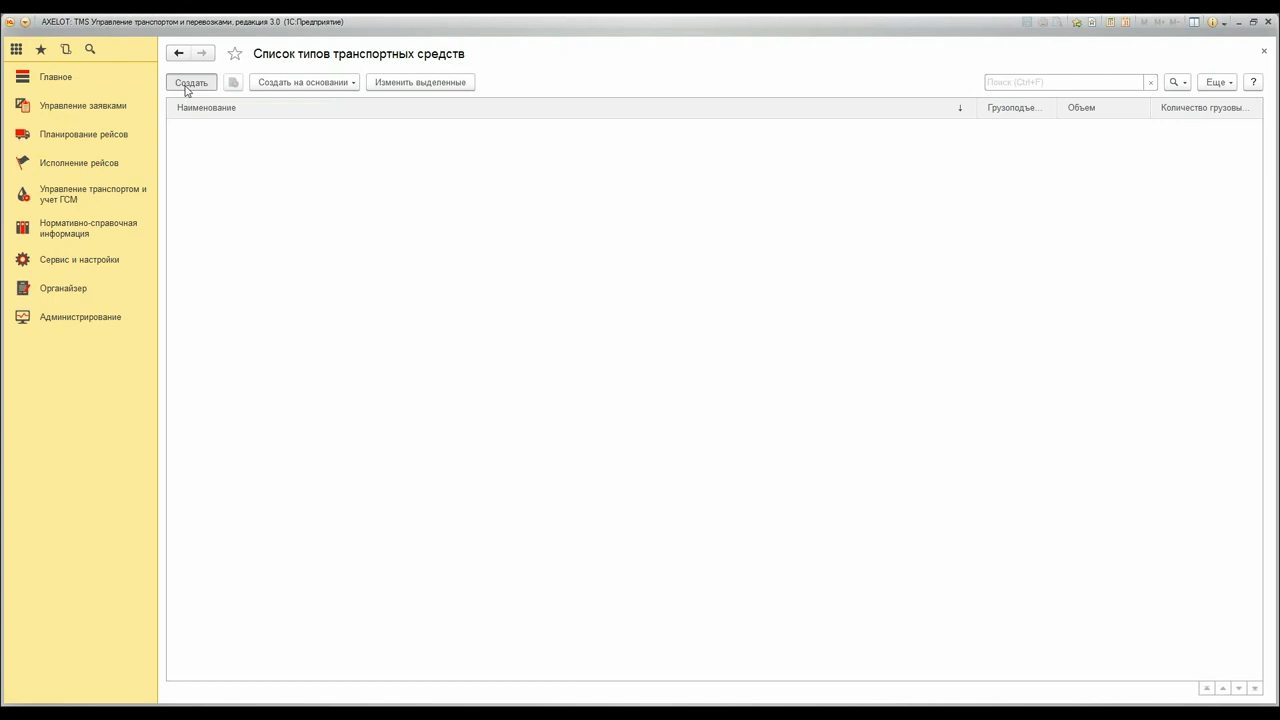 AXELOT: TMS Управление транспортом и перевозками, редакция 3.0 (1С:Предприятие)
M M+ M-
Список типов транспортных средств
Создать
Создать на основании
Изменить выделенные
Поиск (Ctrl+F)
×
Еще
?
Наименование
Грузоподъе...
Объем
Количество грузовы...
Главное
Управление заявками
Планирование рейсов
Исполнение рейсов
Управление транспортом и
учет ГСМ
Нормативно-справочная
информация
Сервис и настройки
Органайзер
Администрирование